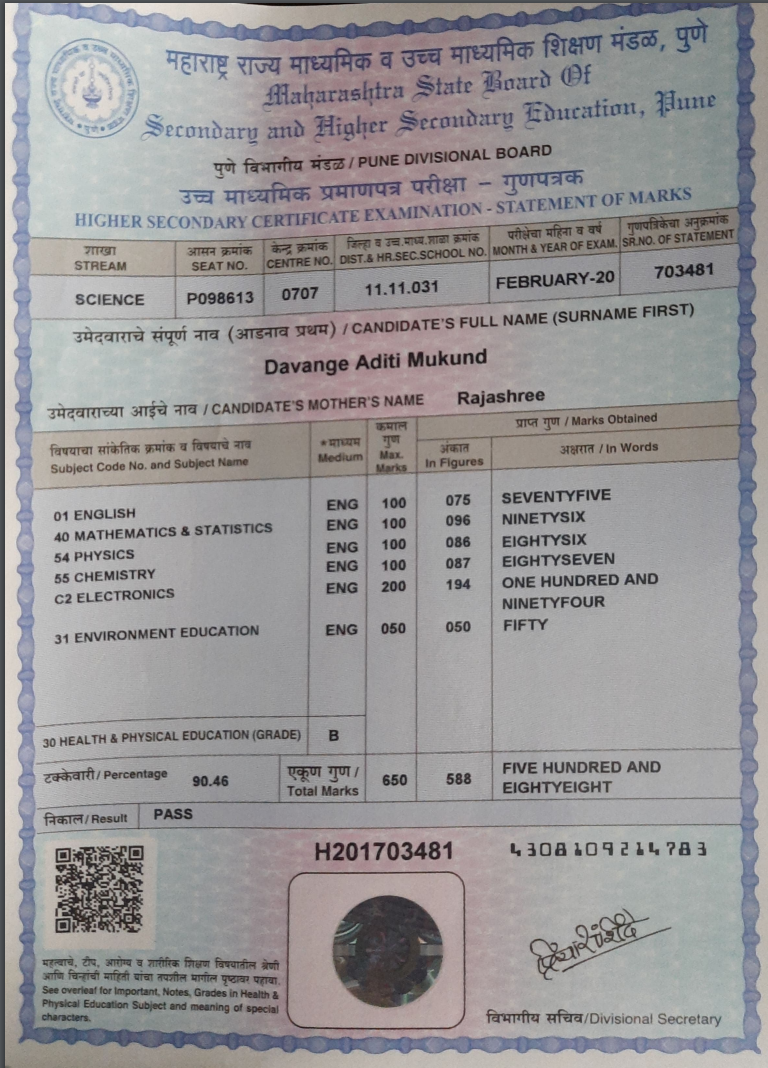 महाराष्ट्र राज्य माध्यमिक व उच्च माध्यमिक शिक्षण मंडळ, पुणे
Maharashtra State Board Of
Secondary and Higher Secondary Education, Pune
पुणे विभागीय मंडळ / PUNE DIVISIONAL BOARD
उच्च माध्यमिक प्रमाणपत्र परीक्षा – गुणपत्रक
HIGHER SECONDARY CERTIFICATE EXAMINATION - STATEMENT OF MARKS
शाखा आसन क्रमांक केन्द्र क्रमांक जिल्हा व उच्च.माध्य.शाळा क्रमांक परीक्षेचा महिना व वर्ष गुणपत्रिकेचा अनुक्रमांक
STREAM SEAT NO. CENTRE NO. DIST.& HR.SEC.SCHOOL NO. MONTH & YEAR OF EXAM. SR.NO. OF STATEMENT
SCIENCE P098613 0707 11.11.031 FEBRUARY-20 703481
उमेदवाराचे संपूर्ण नाव (आडनाव प्रथम) / CANDIDATE'S FULL NAME (SURNAME FIRST)
Davange Aditi Mukund
उमेदवाराच्या आईचे नाव / CANDIDATE'S MOTHER'S NAME Rajashree
विषयाचा सांकेतिक क्रमांक व विषयाचे नाव *माध्यम कमाल गुण प्राप्त गुण / Marks Obtained
Subject Code No. and Subject Name Medium Max. Marks अंकात In Figures अक्षरात / In Words
01 ENGLISH ENG 100 075 SEVENTYFIVE
40 MATHEMATICS & STATISTICS ENG 100 096 NINETYSIX
54 PHYSICS ENG 100 086 EIGHTYSIX
55 CHEMISTRY ENG 100 087 EIGHTYSEVEN
C2 ELECTRONICS ENG 200 194 ONE HUNDRED AND
NINETYFOUR
31 ENVIRONMENT EDUCATION ENG 050 050 FIFTY
30 HEALTH & PHYSICAL EDUCATION (GRADE) B
टक्केवारी/ Percentage 90.46 एकूण गुण / Total Marks 650 588 FIVE HUNDRED AND
EIGHTYEIGHT
निकाल/ Result PASS
H201703481 4308109214783
महत्वाचे, टीप, आरोग्य व शारीरिक शिक्षण विषयातील श्रेणी
आणि चिन्हांची माहिती यांचा तपशील मागील पृष्ठावर पहावा.
See overleaf for Important, Notes, Grades in Health &
Physical Education Subject and meaning of special
characters.
विभागीय सचिव/Divisional Secretary